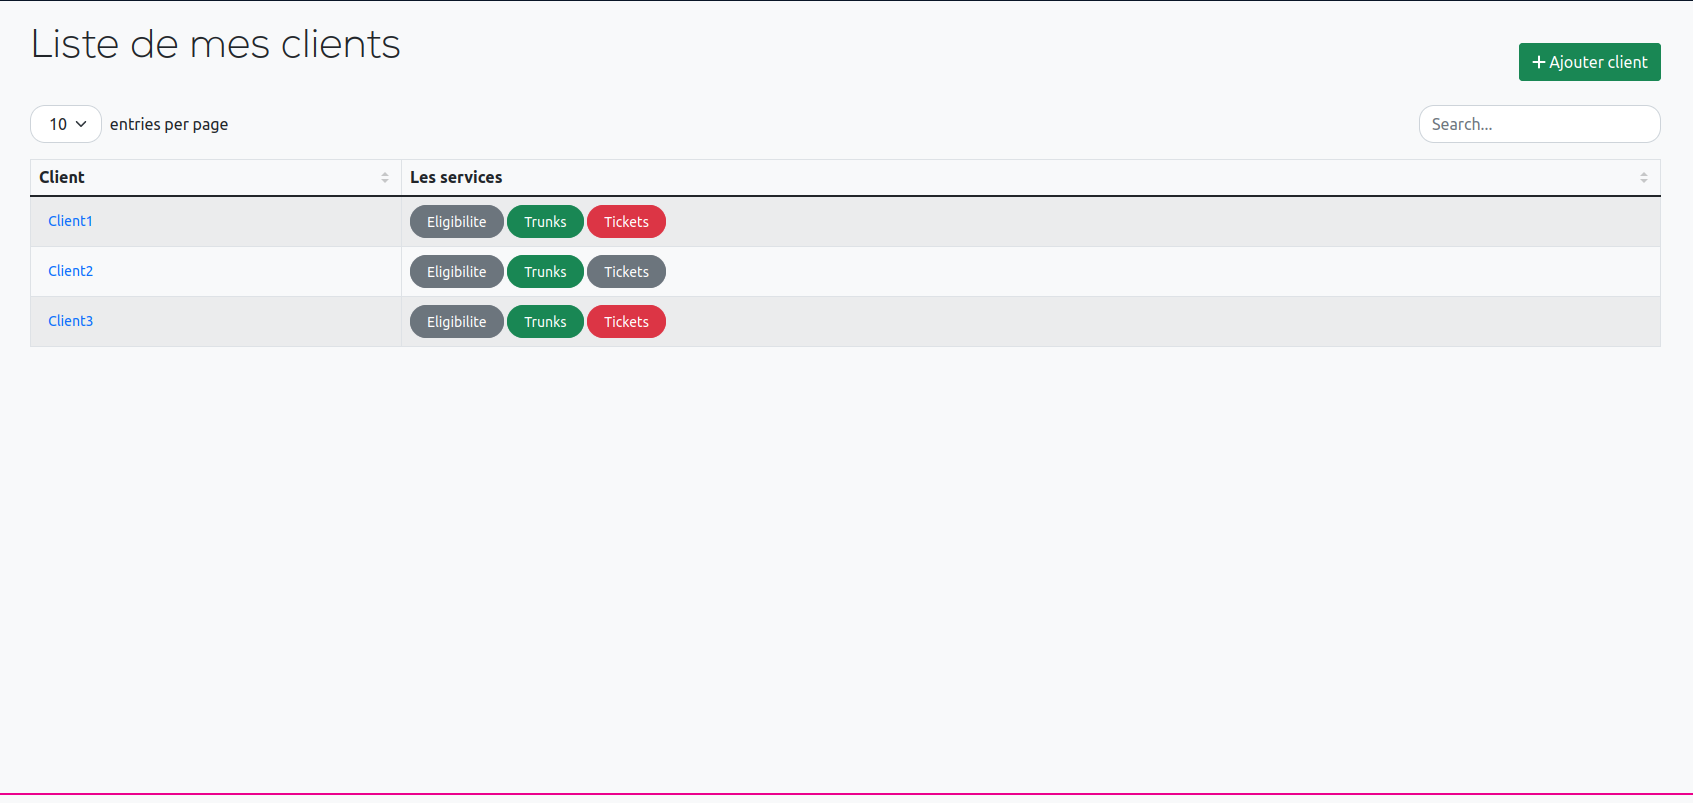 Liste de mes clients
+ Ajouter client
10 entries per page
Search...
Client Les services
Client1 Eligibilite Trunks Tickets
Client2 Eligibilite Trunks Tickets
Client3 Eligibilite Trunks Tickets